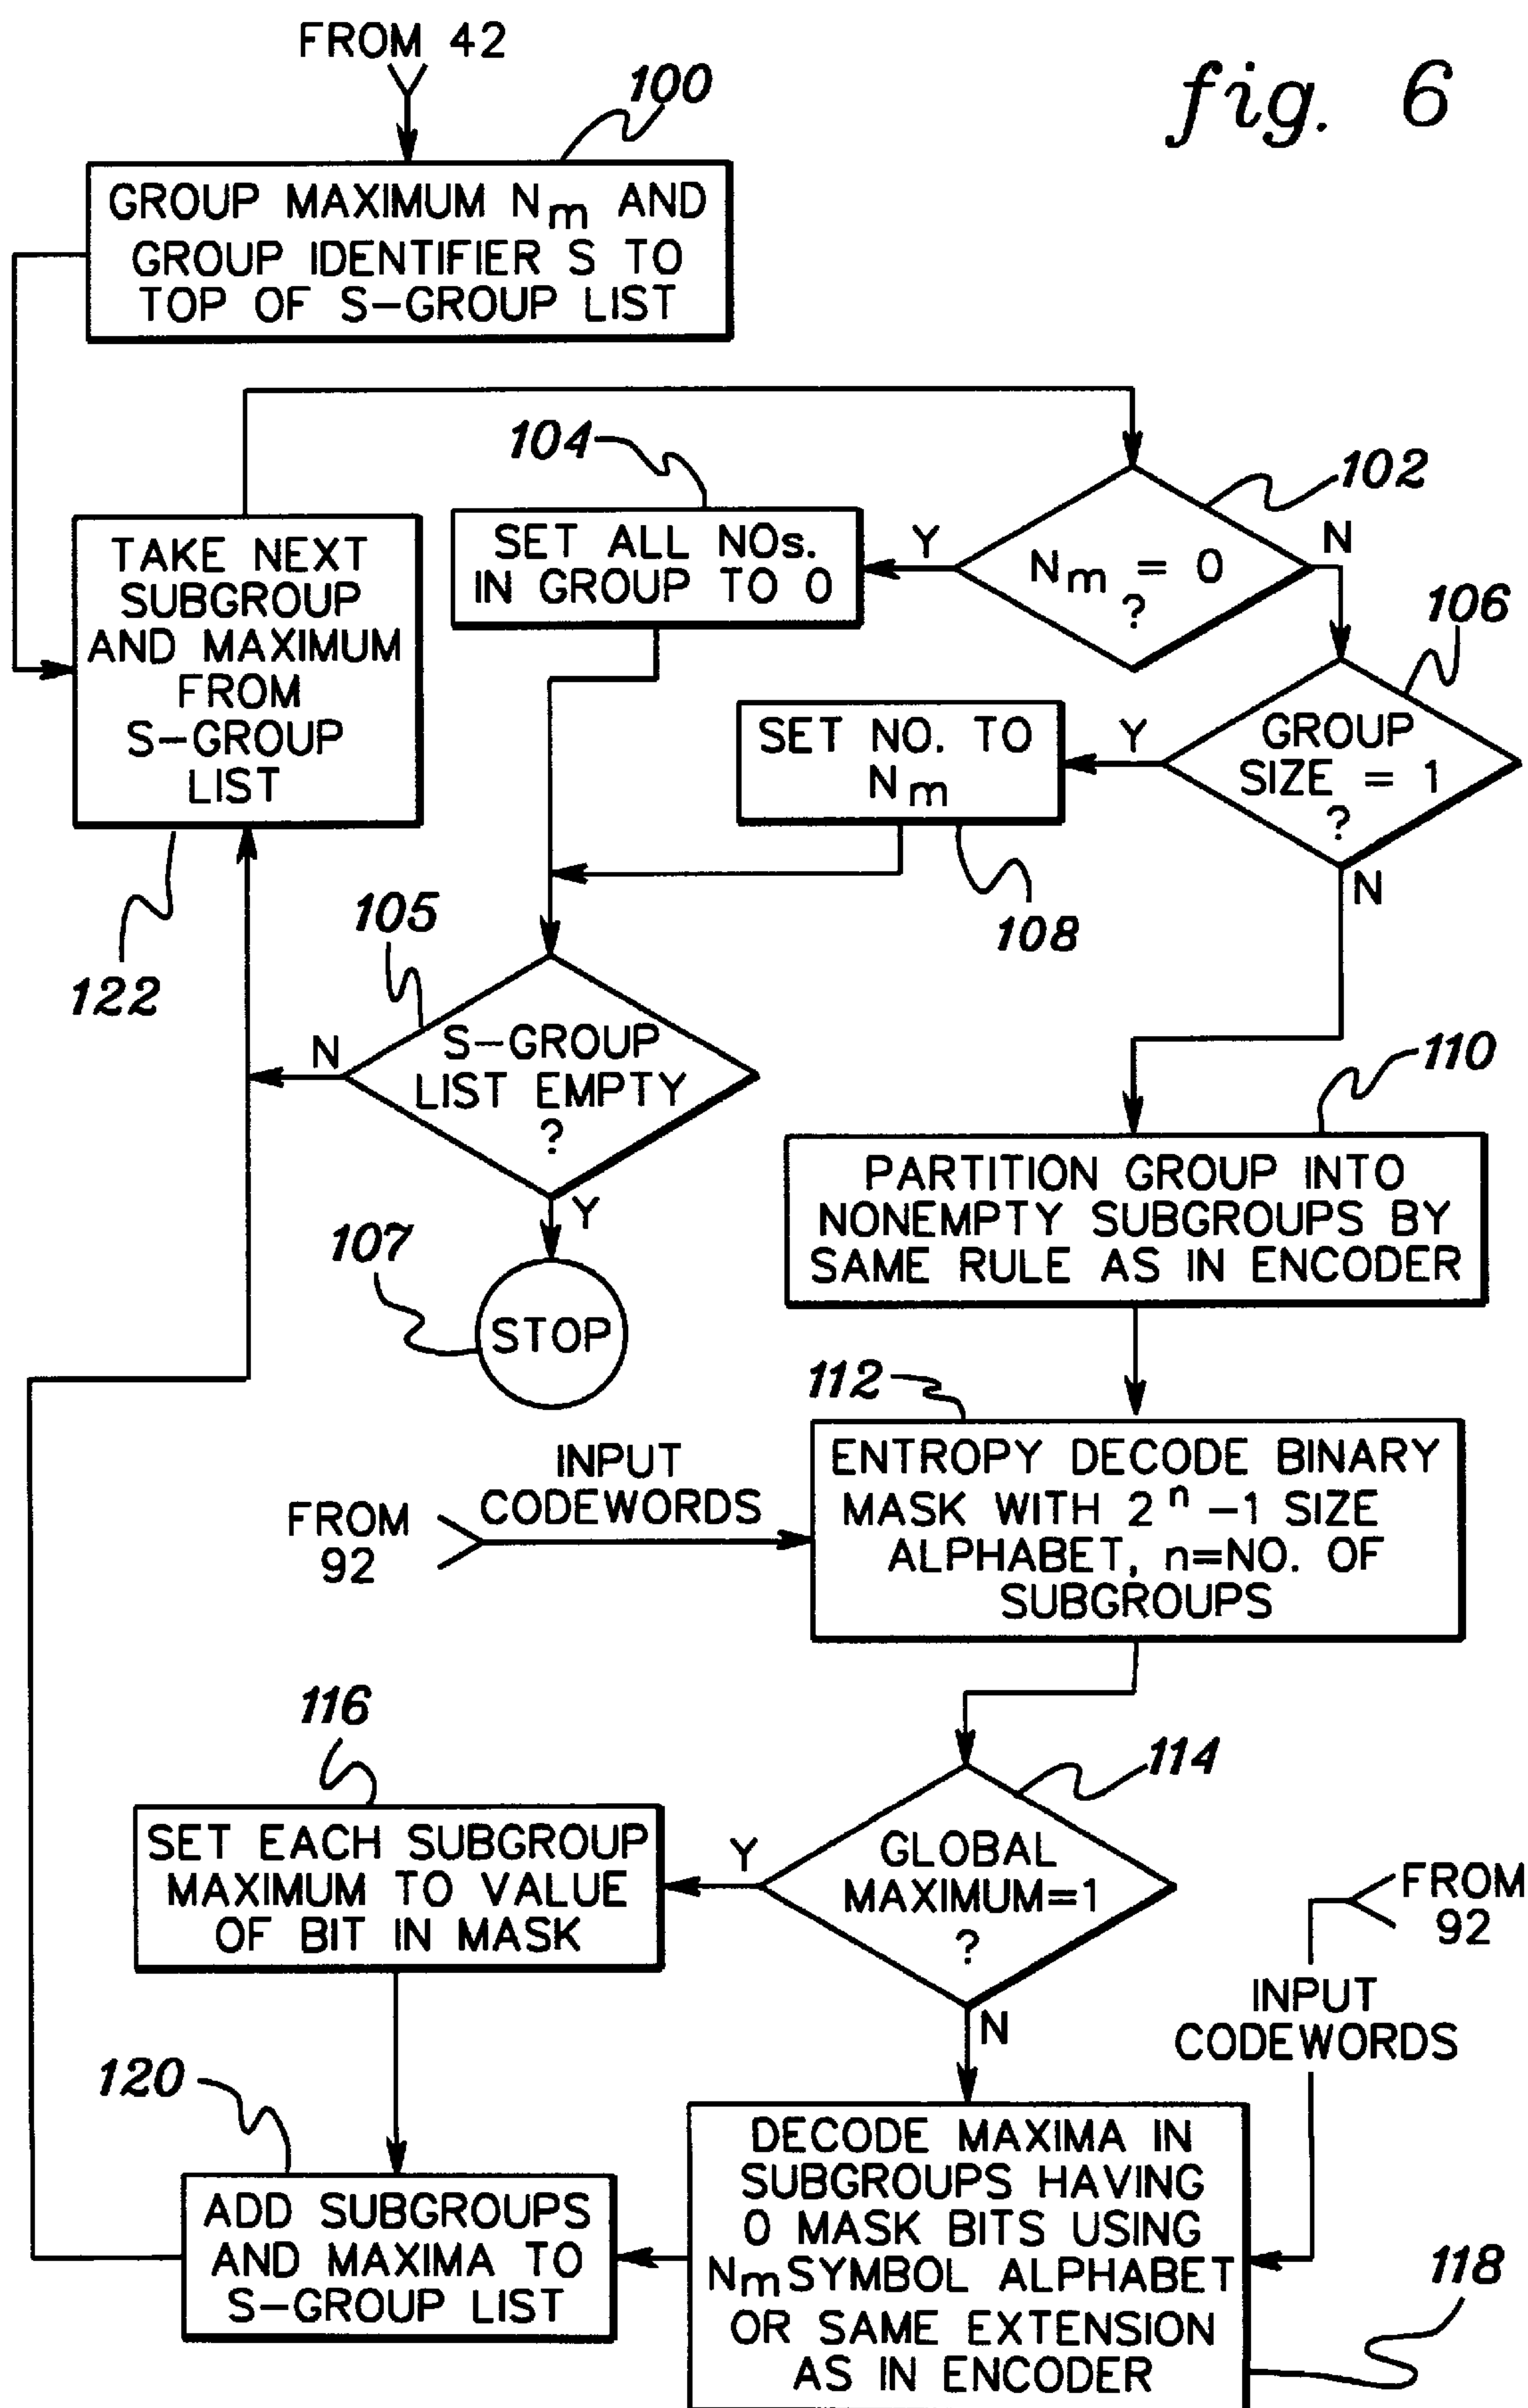 FROM 42
fig. 6
100
GROUP MAXIMUM Nm AND
GROUP IDENTIFIER S TO
TOP OF S-GROUP LIST
104
102
TAKE NEXT
SUBGROUP
AND MAXIMUM
FROM
S-GROUP
LIST
122
SET ALL NOs.
IN GROUP TO 0
Y
Nm = 0
?
N
106
SET NO. TO
Nm
108
Y
GROUP
SIZE = 1
?
N
105
S-GROUP
LIST EMPTY
?
N
Y
107
STOP
110
PARTITION GROUP INTO
NONEMPTY SUBGROUPS BY
SAME RULE AS IN ENCODER
112
FROM
92
INPUT
CODEWORDS
ENTROPY DECODE BINARY
MASK WITH 2n -1 SIZE
ALPHABET, n=NO. OF
SUBGROUPS
116
114
SET EACH SUBGROUP
MAXIMUM TO VALUE
OF BIT IN MASK
Y
GLOBAL
MAXIMUM=1
?
N
FROM
92
INPUT
CODEWORDS
120
ADD SUBGROUPS
AND MAXIMA TO
S-GROUP LIST
DECODE MAXIMA IN
SUBGROUPS HAVING
0 MASK BITS USING
Nm SYMBOL ALPHABET
OR SAME EXTENSION
AS IN ENCODER
118